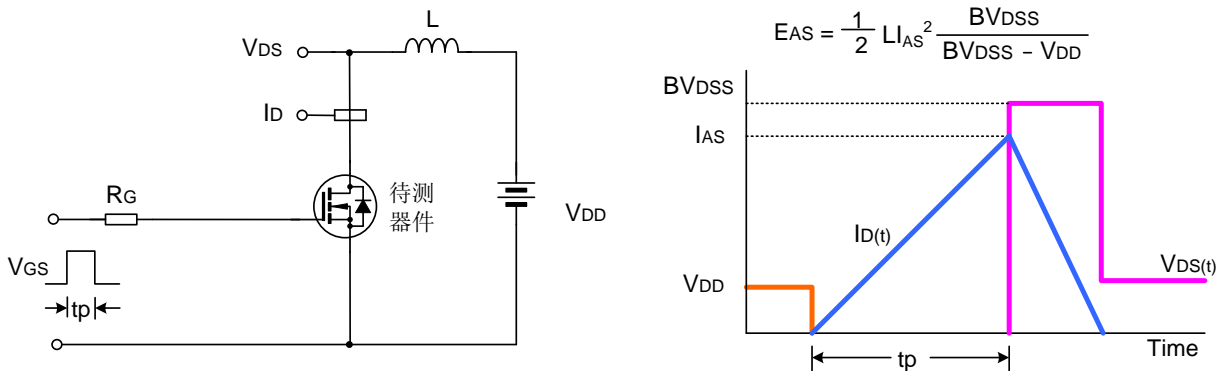 L
VDS
ID
待测
器件
RG
VDD
VGS
tp
EAS = 1/2 LIAS² BVDSS / (BVDSS - VDD)
BVDSS
IAS
ID(t)
VDD
VDS(t)
Time
tp